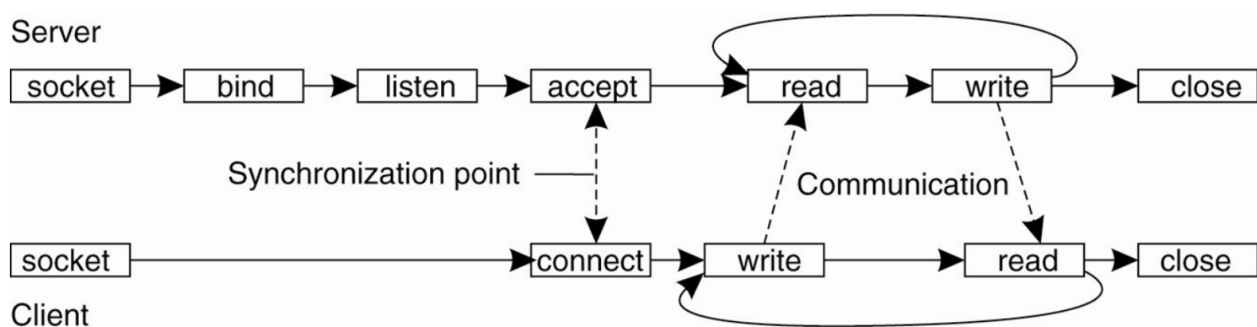 Server
socket bind listen accept read write close
Synchronization point
Communication
socket connect write read close
Client